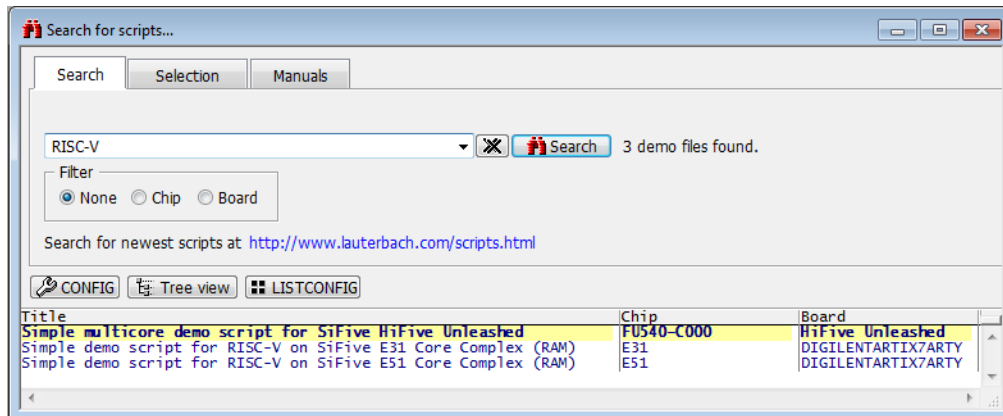 Search for scripts...
Search Selection Manuals
RISC-V Search 3 demo files found.
Filter
None Chip Board
Search for newest scripts at http://www.lauterbach.com/scripts.html
CONFIG Tree view LISTCONFIG
Title Chip Board
Simple multicore demo script for SiFive HiFive Unleashed FU540-C000 HiFive Unleashed
Simple demo script for RISC-V on SiFive E31 Core Complex (RAM) E31 DIGILENTARTIX7ARTY
Simple demo script for RISC-V on SiFive E51 Core Complex (RAM) E51 DIGILENTARTIX7ARTY